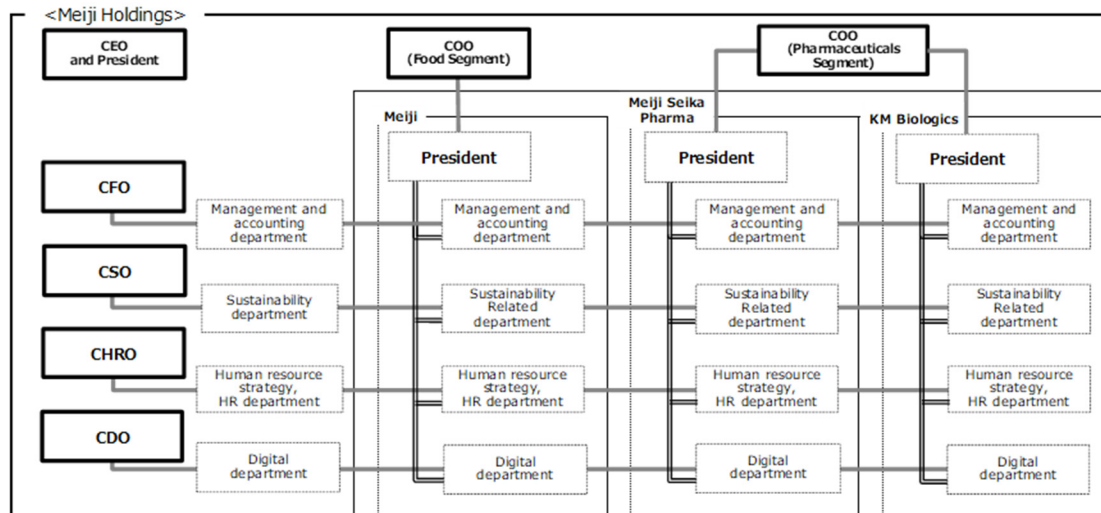 <Meiji Holdings>
CEO
and President
COO
(Food Segment)
COO
(Pharmaceuticals
Segment)
Meiji
Meiji Seika
Pharma
KM Biologics
President
President
President
CFO
Management and
accounting
department
Management and
accounting
department
Management and
accounting
department
Management and
accounting
department
CSO
Sustainability
department
Sustainability
Related
department
Sustainability
Related
department
Sustainability
Related
department
CHRO
Human resource
strategy,
HR department
Human resource
strategy,
HR department
Human resource
strategy,
HR department
Human resource
strategy,
HR department
CDO
Digital
department
Digital
department
Digital
department
Digital
department